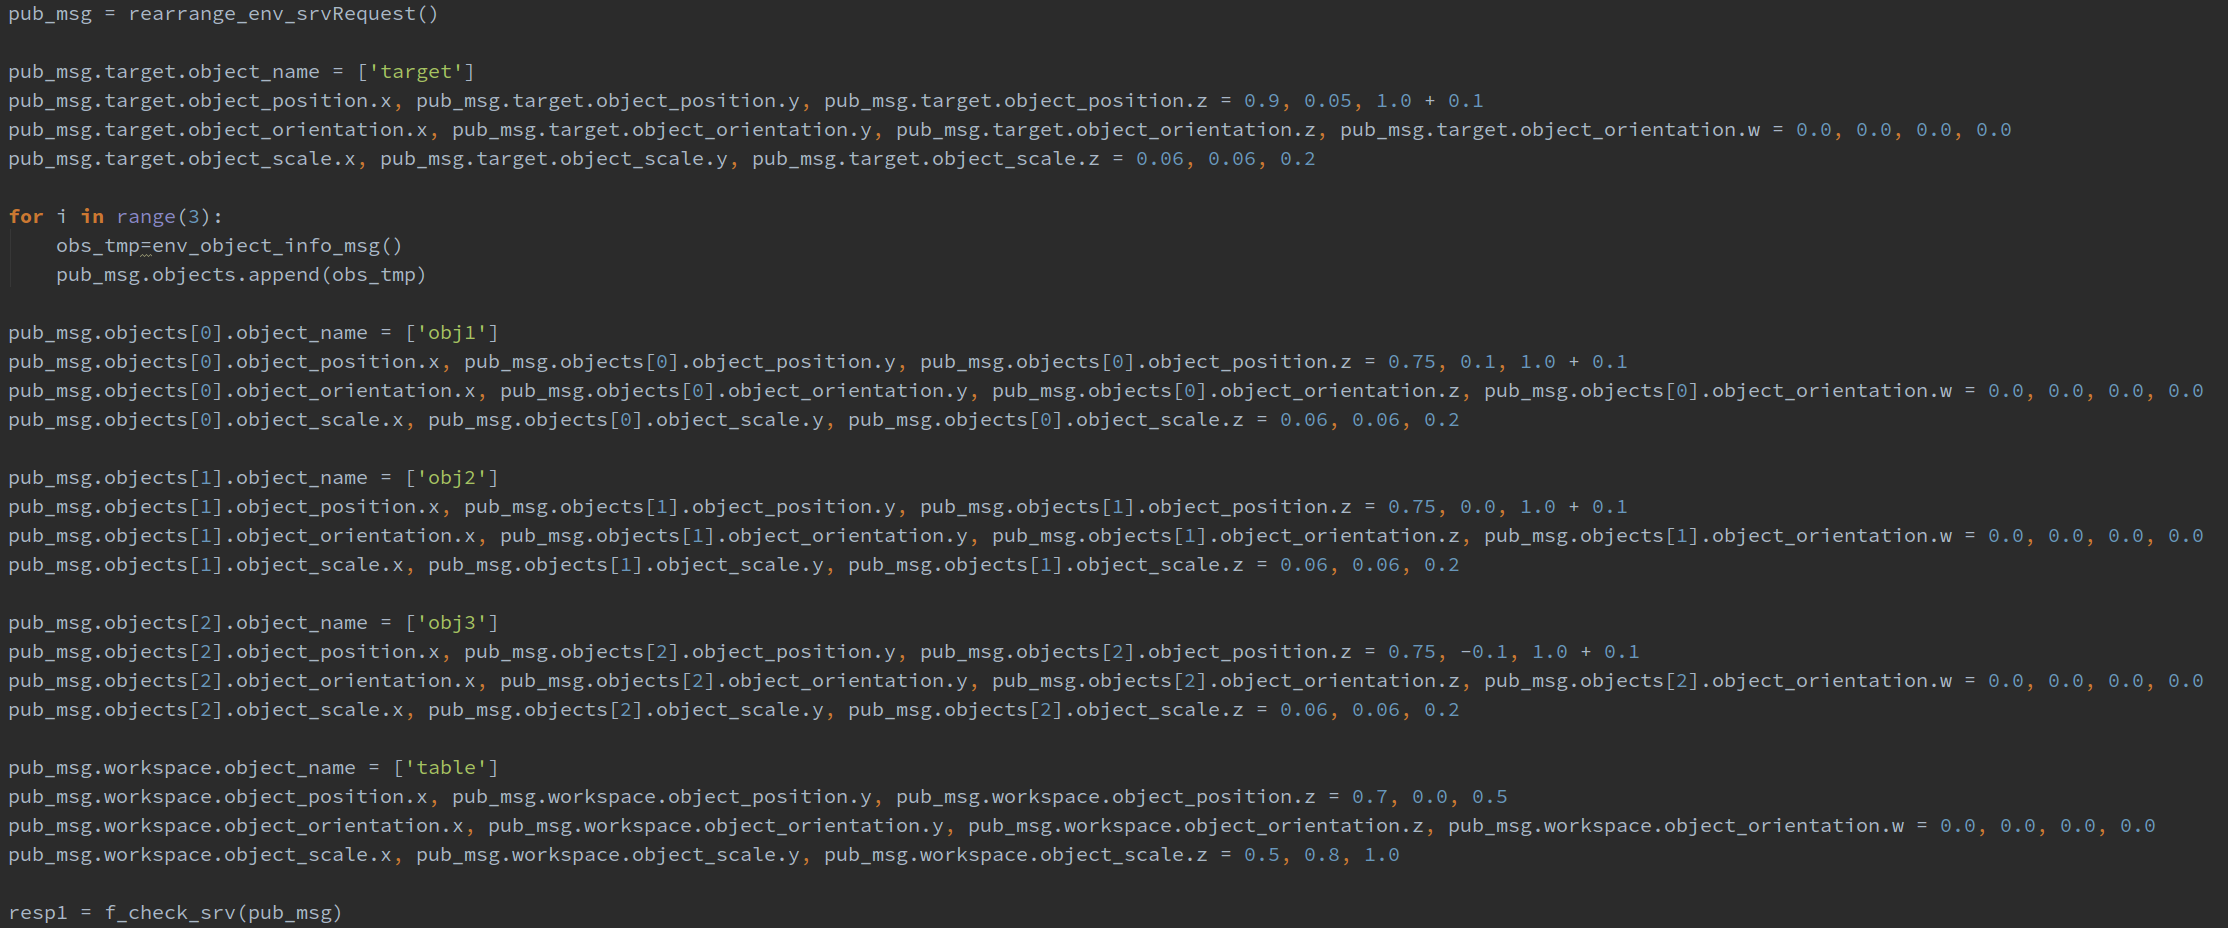 pub_msg = rearrange_env_srvRequest()
pub_msg.target.object_name = ['target']
pub_msg.target.object_position.x, pub_msg.target.object_position.y, pub_msg.target.object_position.z = 0.9, 0.05, 1.0 + 0.1
pub_msg.target.object_orientation.x, pub_msg.target.object_orientation.y, pub_msg.target.object_orientation.z, pub_msg.target.object_orientation.w = 0.0, 0.0, 0.0, 0.0
pub_msg.target.object_scale.x, pub_msg.target.object_scale.y, pub_msg.target.object_scale.z = 0.06, 0.06, 0.2
for i in range(3):
    obs_tmp=env_object_info_msg()
    pub_msg.objects.append(obs_tmp)
pub_msg.objects[0].object_name = ['obj1']
pub_msg.objects[0].object_position.x, pub_msg.objects[0].object_position.y, pub_msg.objects[0].object_position.z = 0.75, 0.1, 1.0 + 0.1
pub_msg.objects[0].object_orientation.x, pub_msg.objects[0].object_orientation.y, pub_msg.objects[0].object_orientation.z, pub_msg.objects[0].object_orientation.w = 0.0, 0.0, 0.0, 0.0
pub_msg.objects[0].object_scale.x, pub_msg.objects[0].object_scale.y, pub_msg.objects[0].object_scale.z = 0.06, 0.06, 0.2
pub_msg.objects[1].object_name = ['obj2']
pub_msg.objects[1].object_position.x, pub_msg.objects[1].object_position.y, pub_msg.objects[1].object_position.z = 0.75, 0.0, 1.0 + 0.1
pub_msg.objects[1].object_orientation.x, pub_msg.objects[1].object_orientation.y, pub_msg.objects[1].object_orientation.z, pub_msg.objects[1].object_orientation.w = 0.0, 0.0, 0.0, 0.0
pub_msg.objects[1].object_scale.x, pub_msg.objects[1].object_scale.y, pub_msg.objects[1].object_scale.z = 0.06, 0.06, 0.2
pub_msg.objects[2].object_name = ['obj3']
pub_msg.objects[2].object_position.x, pub_msg.objects[2].object_position.y, pub_msg.objects[2].object_position.z = 0.75, -0.1, 1.0 + 0.1
pub_msg.objects[2].object_orientation.x, pub_msg.objects[2].object_orientation.y, pub_msg.objects[2].object_orientation.z, pub_msg.objects[2].object_orientation.w = 0.0, 0.0, 0.0, 0.0
pub_msg.objects[2].object_scale.x, pub_msg.objects[2].object_scale.y, pub_msg.objects[2].object_scale.z = 0.06, 0.06, 0.2
pub_msg.workspace.object_name = ['table']
pub_msg.workspace.object_position.x, pub_msg.workspace.object_position.y, pub_msg.workspace.object_position.z = 0.7, 0.0, 0.5
pub_msg.workspace.object_orientation.x, pub_msg.workspace.object_orientation.y, pub_msg.workspace.object_orientation.z, pub_msg.workspace.object_orientation.w = 0.0, 0.0, 0.0, 0.0
pub_msg.workspace.object_scale.x, pub_msg.workspace.object_scale.y, pub_msg.workspace.object_scale.z = 0.5, 0.8, 1.0
resp1 = f_check_srv(pub_msg)